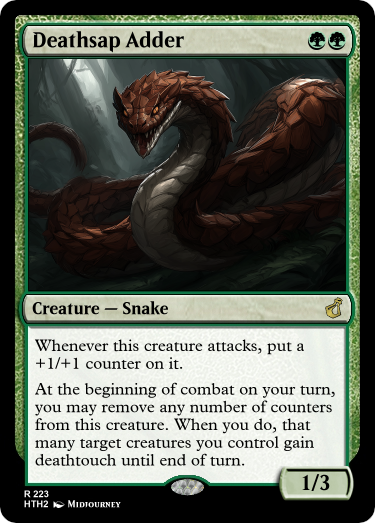 Deathsap Adder
Creature — Snake
Whenever this creature attacks, put a
+1/+1 counter on it.
At the beginning of combat on your turn,
you may remove any number of counters
from this creature. When you do, that
many target creatures you control gain
deathtouch until end of turn.
1/3
R 223
HTH2 Midjourney